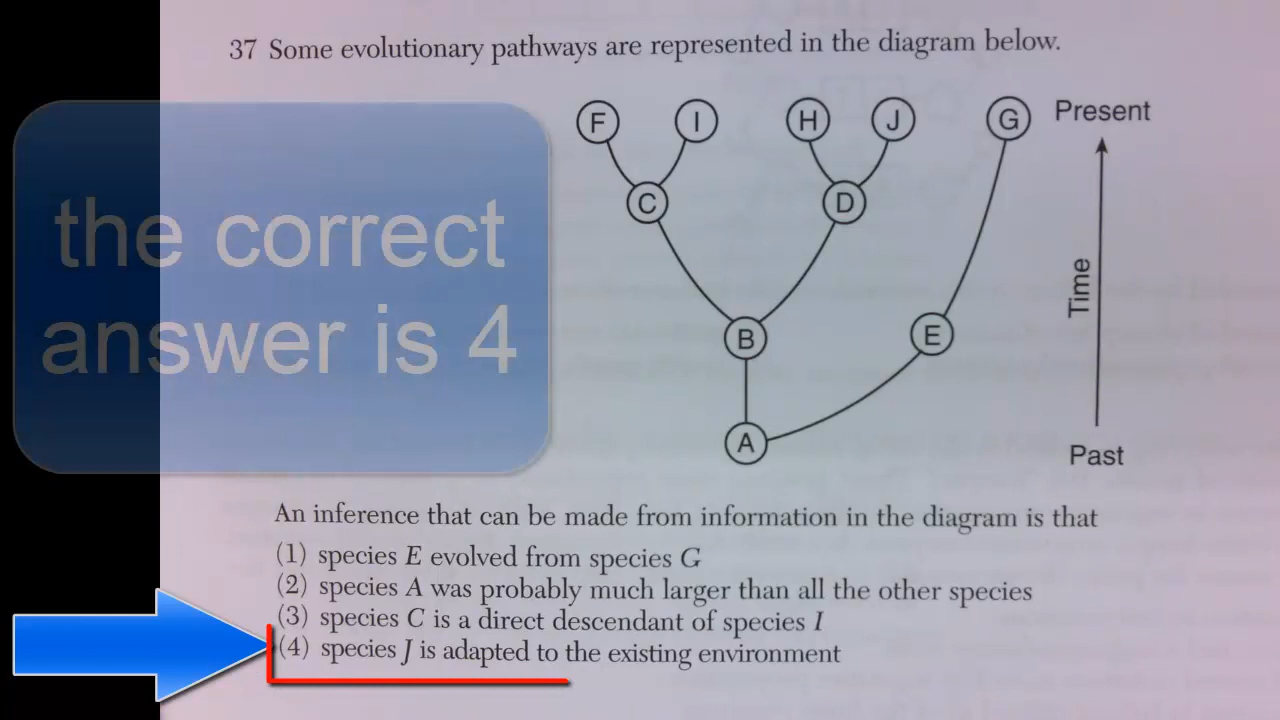 37 Some evolutionary pathways are represented in the diagram below.
the correct
answer is 4
F I H J G Present
C D
Time
B E
A
Past
An inference that can be made from information in the diagram is that
(1) species E evolved from species G
(2) species A was probably much larger than all the other species
(3) species C is a direct descendant of species I
(4) species J is adapted to the existing environment